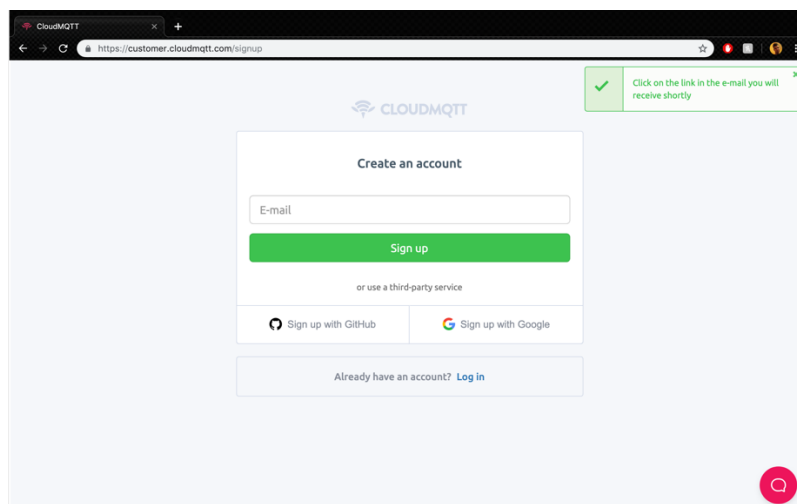 CloudMQTT
https://customer.cloudmqtt.com/signup
Click on the link in the e-mail you will
receive shortly
CLOUDMQTT
Create an account
E-mail
Sign up
or use a third-party service
Sign up with GitHub
Sign up with Google
Already have an account? Log in